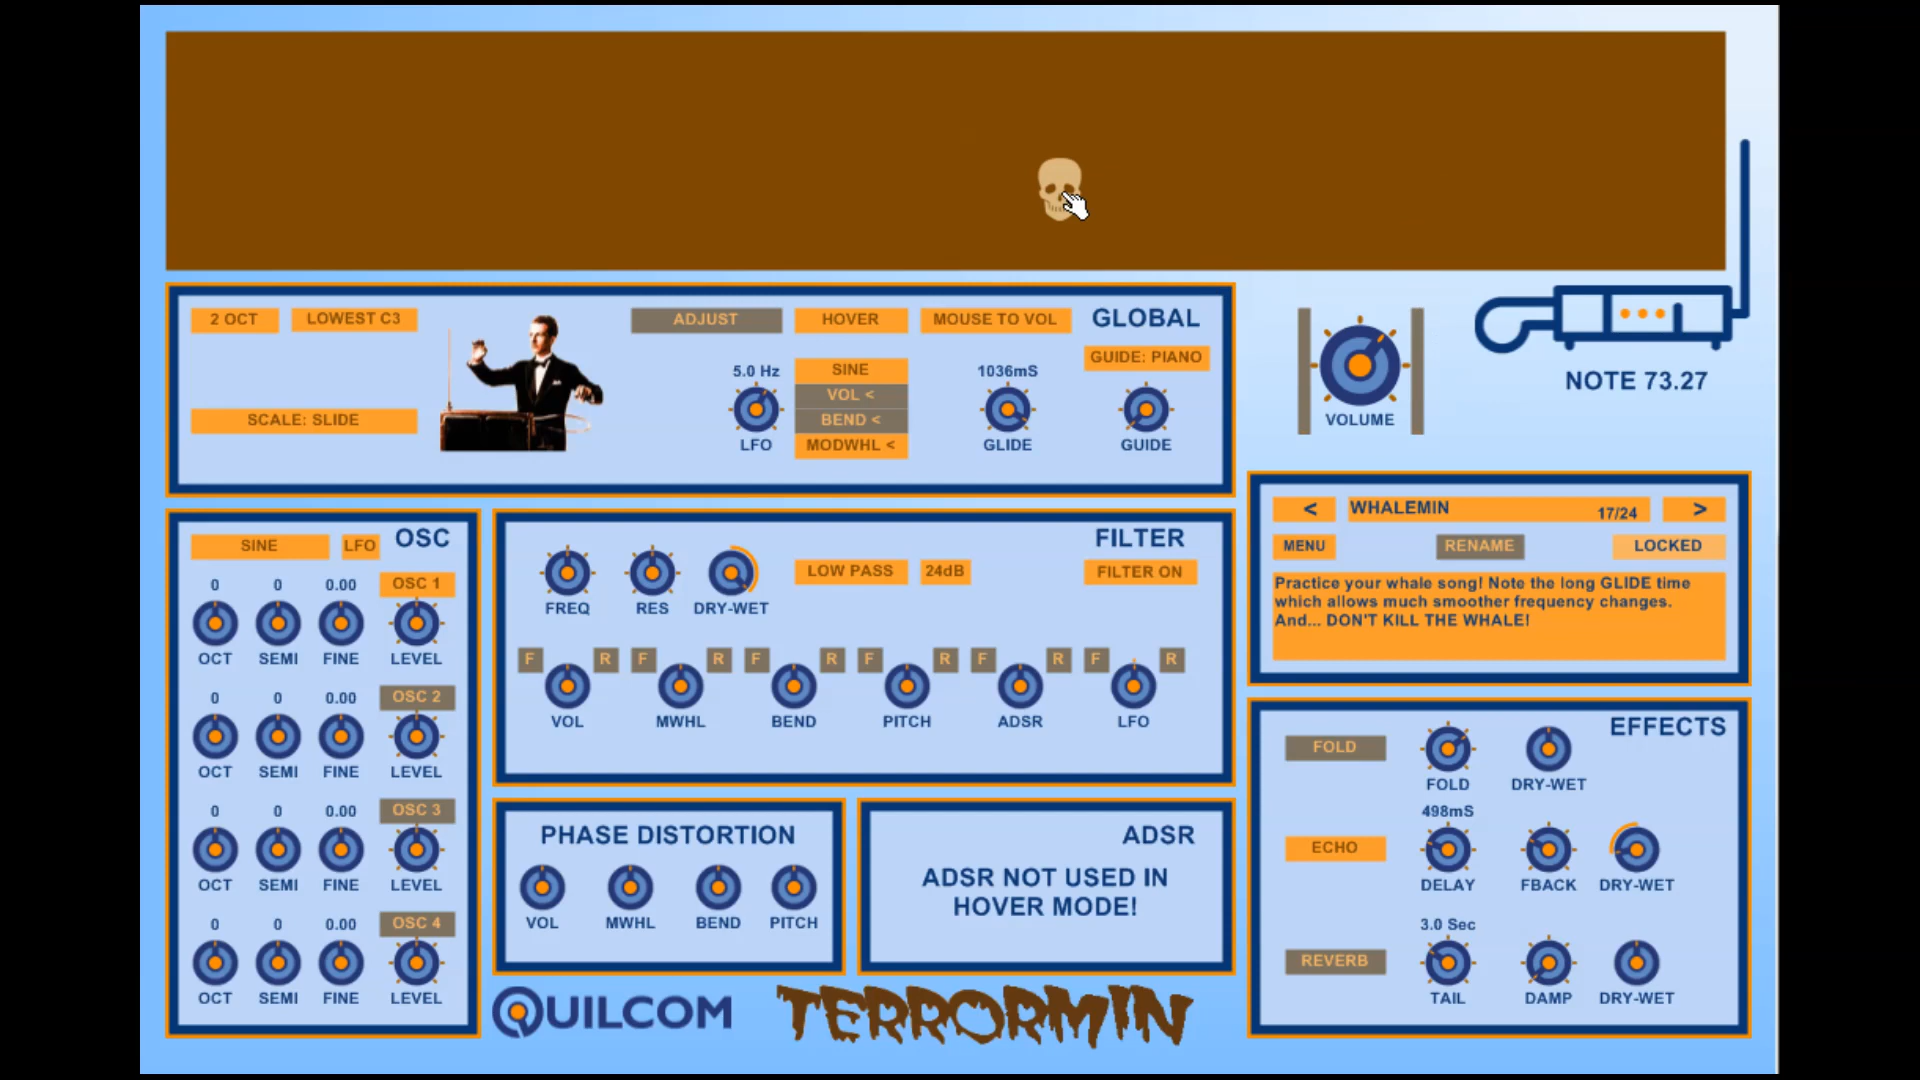 2 OCT
LOWEST C3
ADJUST
HOVER
MOUSE TO VOL
GLOBAL
GUIDE: PIANO
5.0 Hz
SINE
VOL <
BEND <
MODWHL <
1036mS
SCALE: SLIDE
LFO
GLIDE
GUIDE
VOLUME
NOTE 73.27
<
WHALEMIN
17/24
>
MENU
RENAME
LOCKED
Practice your whale song! Note the long GLIDE time
which allows much smoother frequency changes.
And... DON'T KILL THE WHALE!
SINE
LFO
OSC
0 0 0.00 OSC 1
OCT SEMI FINE LEVEL
0 0 0.00 OSC 2
OCT SEMI FINE LEVEL
0 0 0.00 OSC 3
OCT SEMI FINE LEVEL
0 0 0.00 OSC 4
OCT SEMI FINE LEVEL
FILTER
LOW PASS
24dB
FILTER ON
FREQ RES DRY-WET
F R F R F R F R F R F R
VOL MWHL BEND PITCH ADSR LFO
PHASE DISTORTION
VOL MWHL BEND PITCH
ADSR
ADSR NOT USED IN
HOVER MODE!
EFFECTS
FOLD
FOLD DRY-WET
498mS
ECHO
DELAY FBACK DRY-WET
3.0 Sec
REVERB
TAIL DAMP DRY-WET
QUILCOM
TERRORMIN